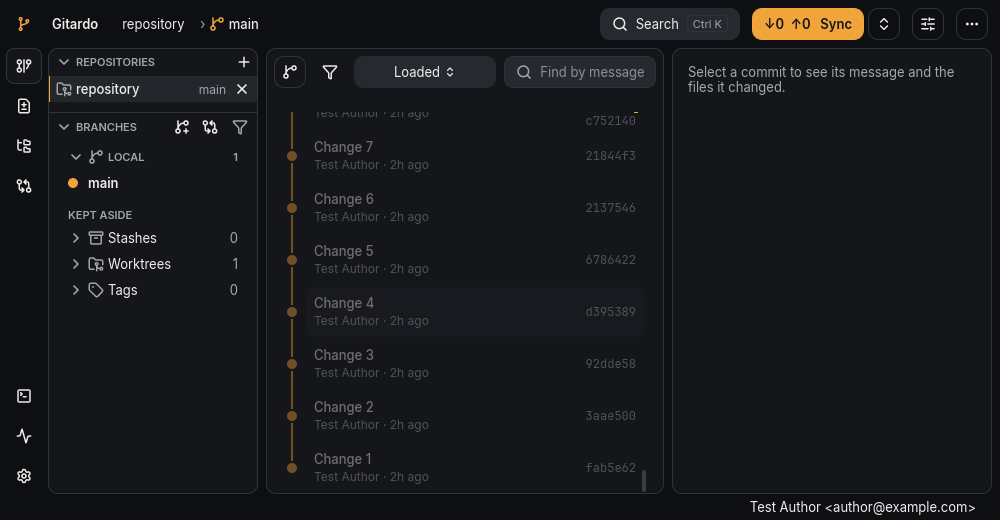 Gitardo
repository
main
Search
Ctrl K
0
0
Sync
REPOSITORIES
repository
main
BRANCHES
LOCAL
1
main
KEPT ASIDE
Stashes
0
Worktrees
1
Tags
0
Loaded
Find by message
Test Author · 2h ago
c752140
Change 7
Test Author · 2h ago
21844f3
Change 6
Test Author · 2h ago
2137546
Change 5
Test Author · 2h ago
6786422
Change 4
Test Author · 2h ago
d395389
Change 3
Test Author · 2h ago
92dde58
Change 2
Test Author · 2h ago
3aae500
Change 1
Test Author · 2h ago
fab5e62
Select a commit to see its message and the
files it changed.
Test Author <author@example.com>